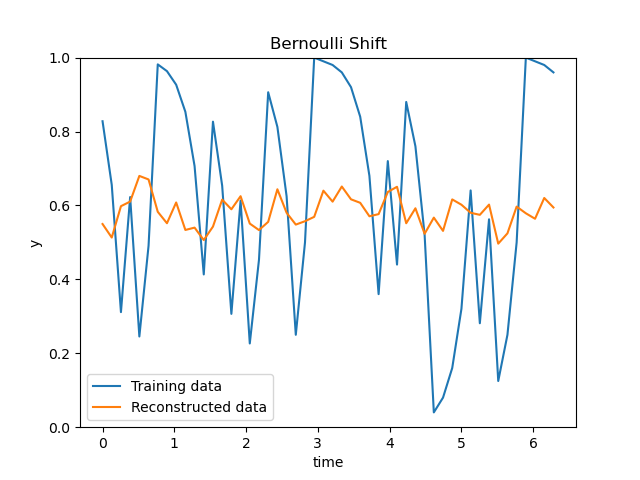 Bernoulli Shift
1.0
0.8
0.6
0.4
0.2
0.0
y
Training data
Reconstructed data
0 1 2 3 4 5 6
time